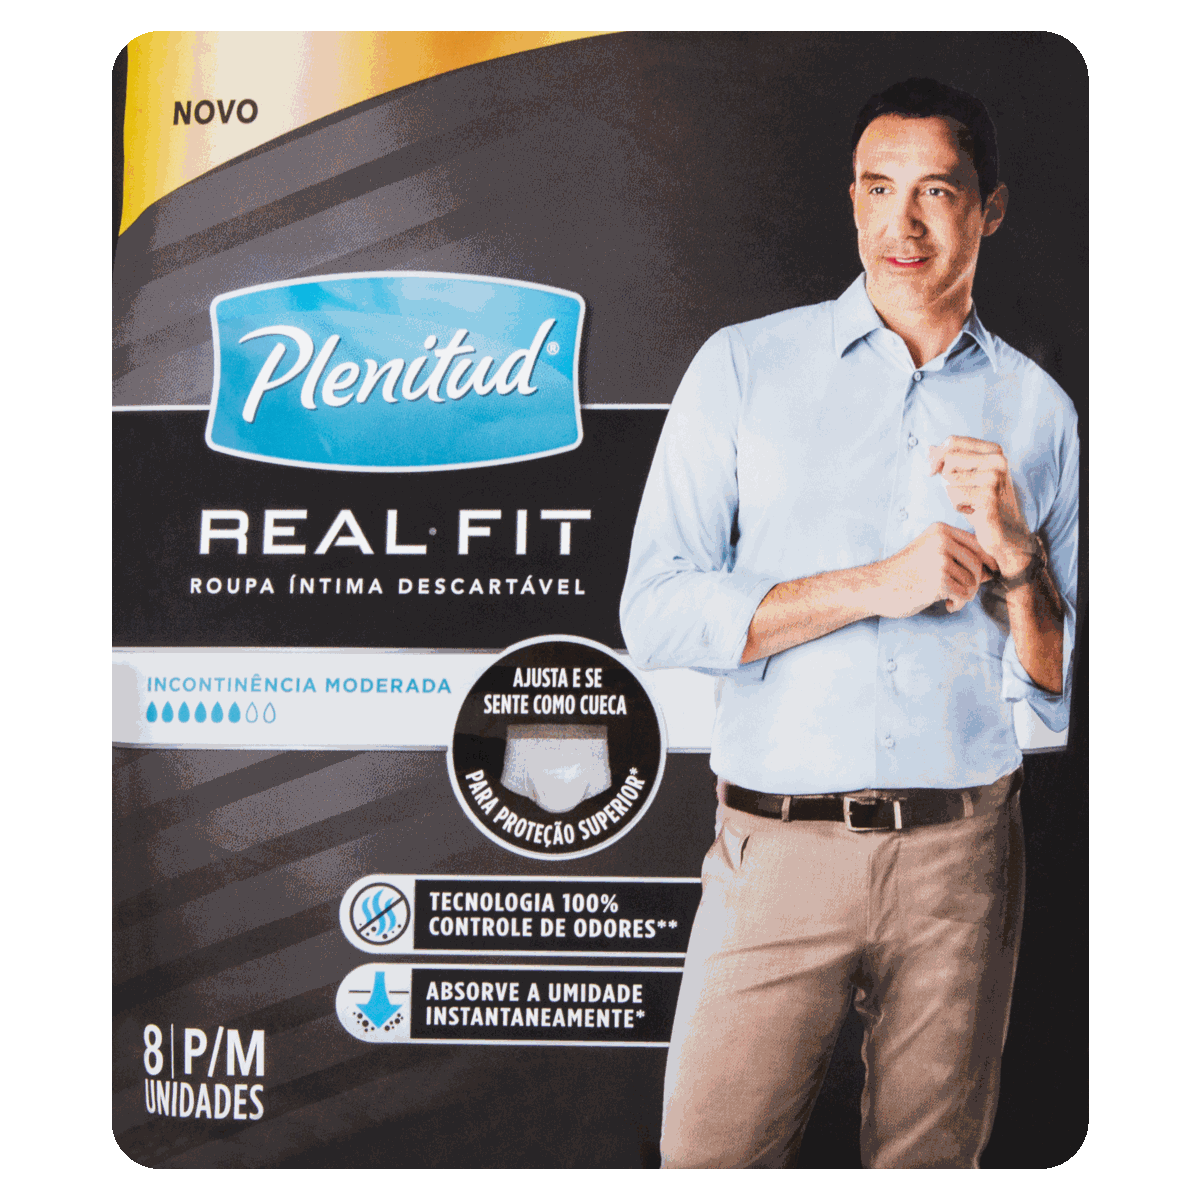 NOVO
Plenitud®
REAL·FIT
ROUPA ÍNTIMA DESCARTÁVEL
INCONTINÊNCIA MODERADA
AJUSTA E SE
SENTE COMO CUECA
PARA PROTEÇÃO SUPERIOR*
TECNOLOGIA 100%
CONTROLE DE ODORES**
ABSORVE A UMIDADE
INSTANTANEAMENTE*
8|P/M
UNIDADES